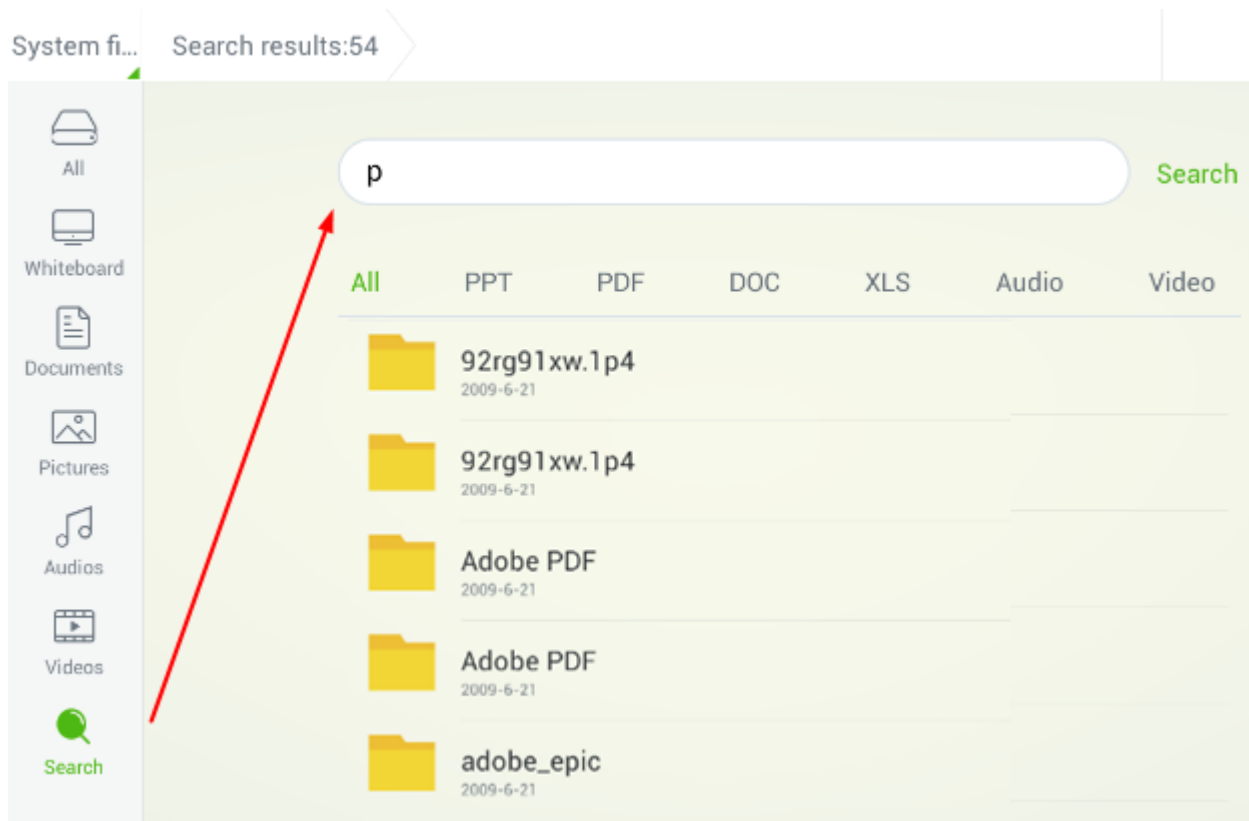 System fi... Search results:54
All
Whiteboard
Documents
Pictures
Audios
Videos
Search
p Search
All PPT PDF DOC XLS Audio Video
92rg91xw.1p4
2009-6-21
92rg91xw.1p4
2009-6-21
Adobe PDF
2009-6-21
Adobe PDF
2009-6-21
adobe_epic
2009-6-21